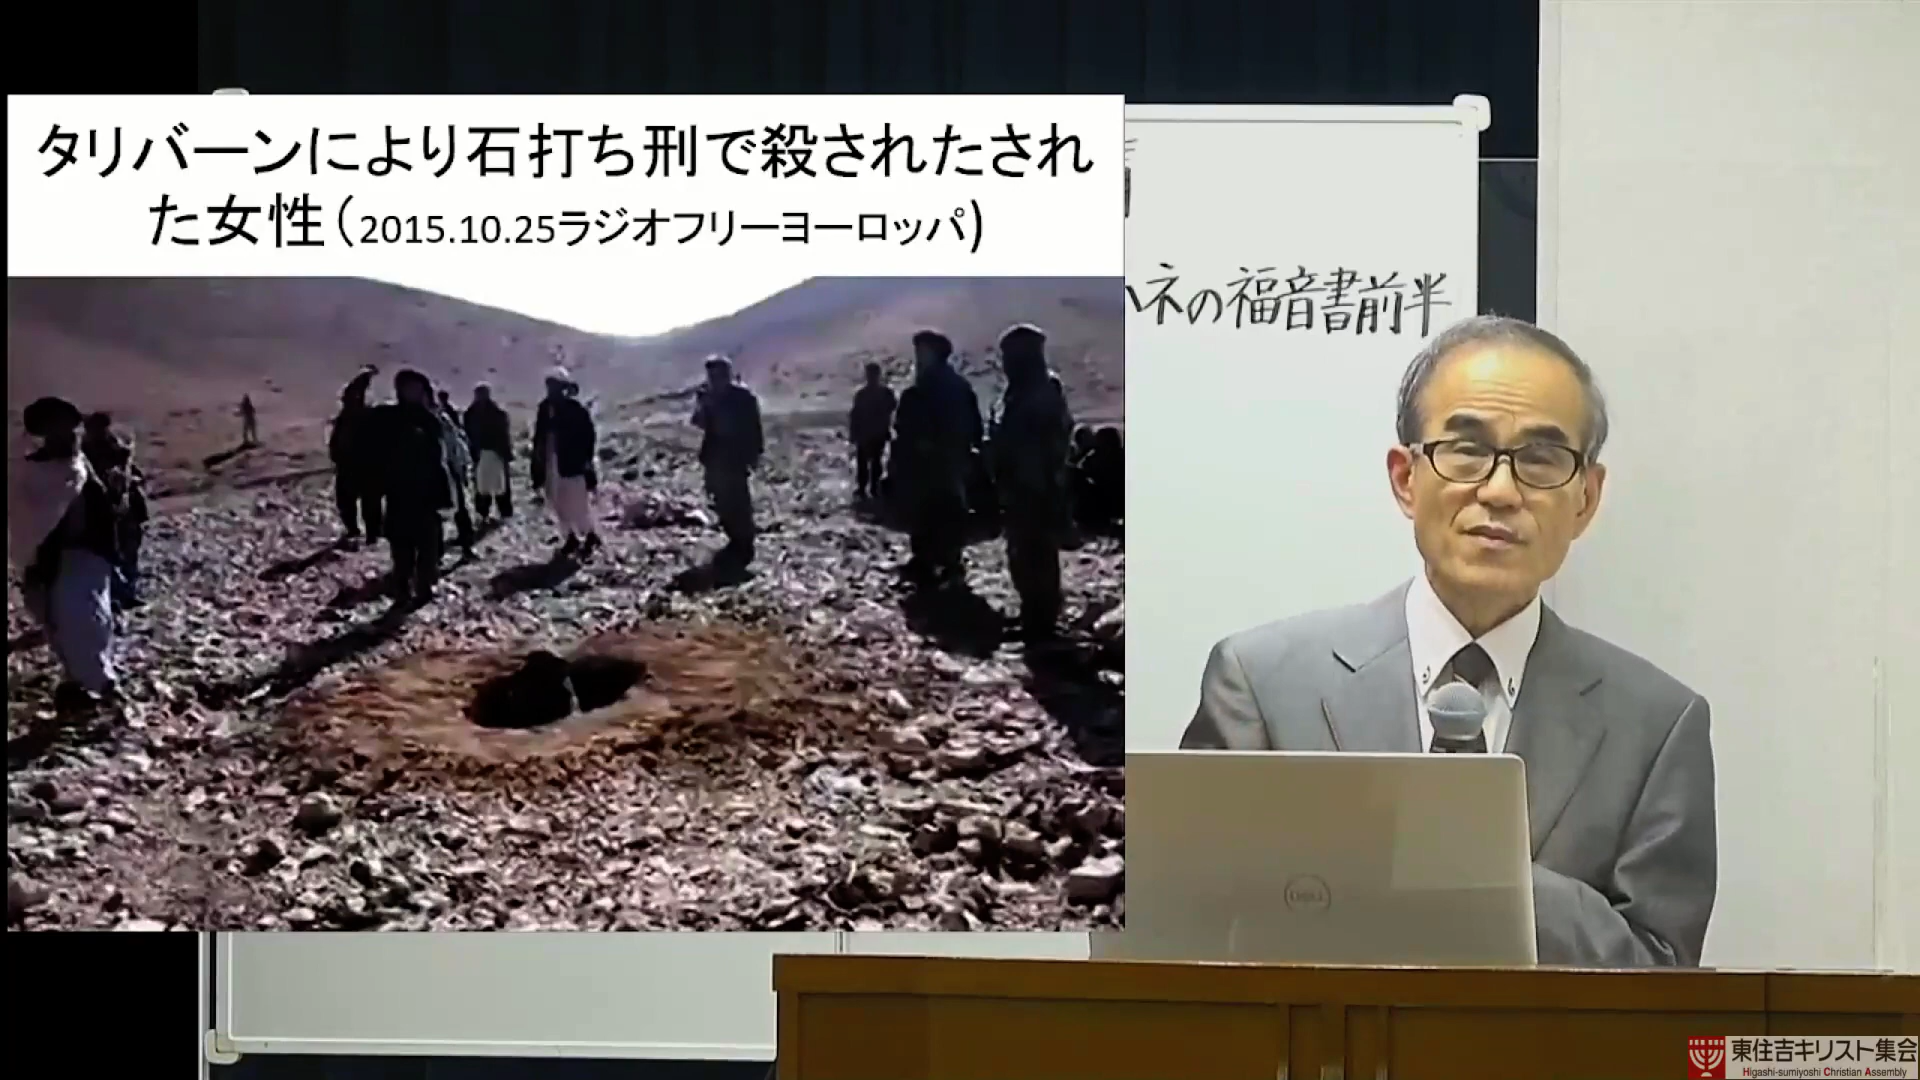 タリバーンにより石打ち刑で殺されたされ
た女性（2015.10.25ラジオフリーヨーロッパ)
ハネの福音書前半
DELL
東住吉キリスト集会
Higashi-sumiyoshi Christian Assembly